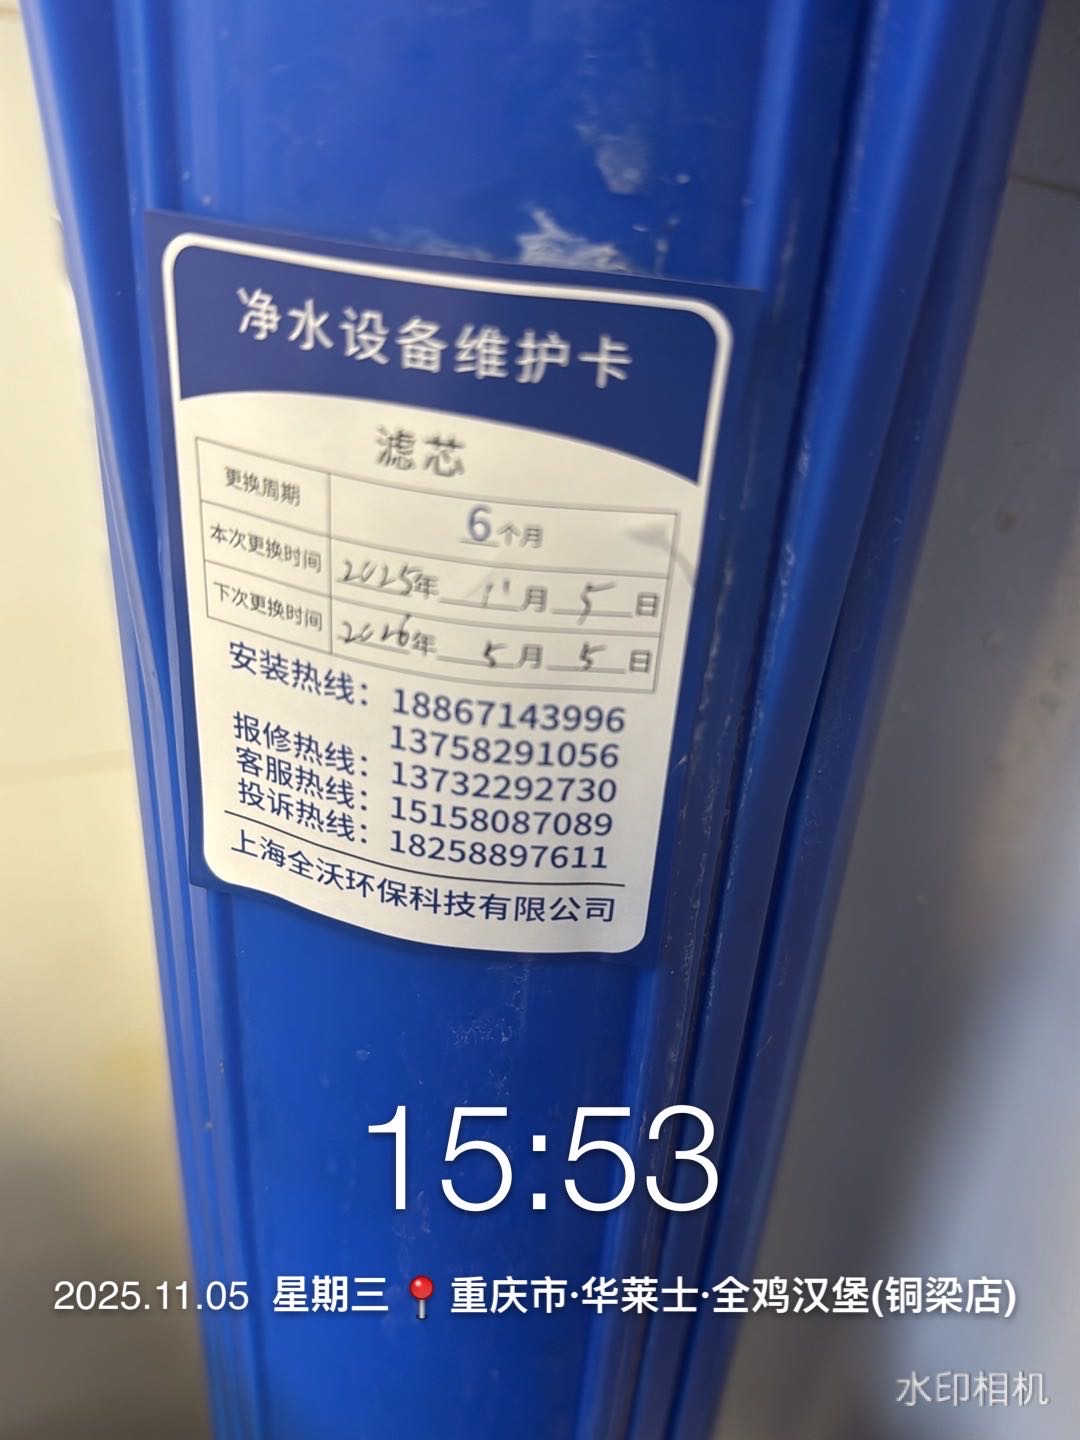 净水设备维护卡
滤芯
更换周期 6个月
本次更换时间 2025年 11月 5日
下次更换时间 2026年 5月 5日
安装热线：18867143996
13758291056
报修热线：13732292730
客服热线：15158087089
投诉热线：18258897611
上海全沃环保科技有限公司
15:53
2025.11.05 星期三 📍重庆市·华莱士·全鸡汉堡(铜梁店)
水印相机